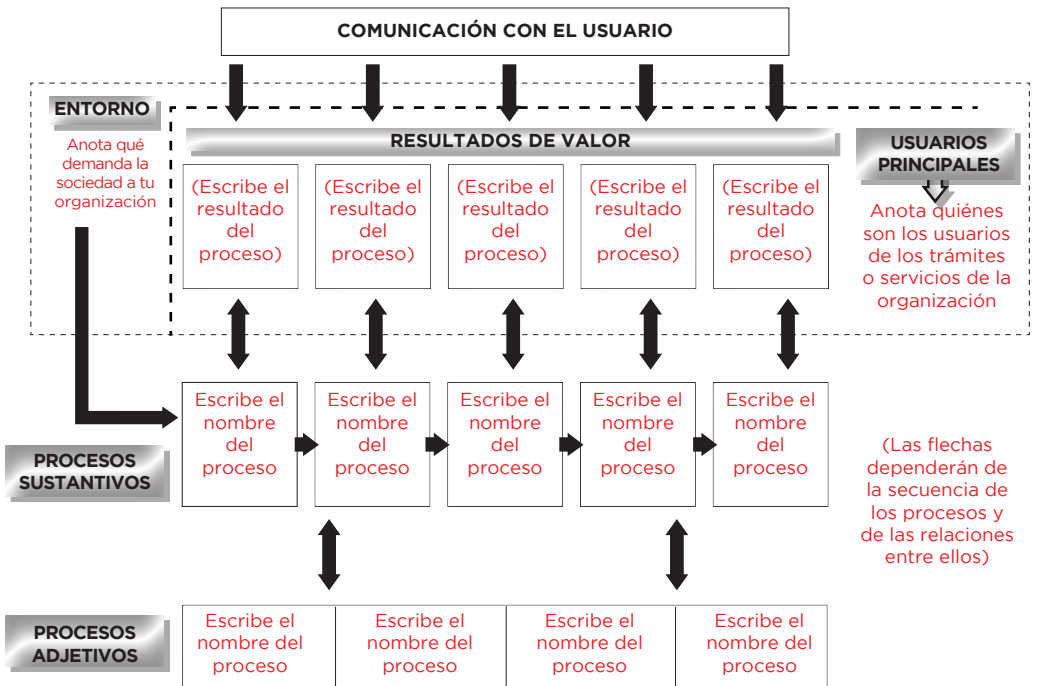 COMUNICACIÓN CON EL USUARIO
ENTORNO
Anota qué
demanda la
sociedad a tu
organización
RESULTADOS DE VALOR
USUARIOS
PRINCIPALES
(Escribe el
resultado
del
proceso)
(Escribe el
resultado
del
proceso)
(Escribe el
resultado
del
proceso)
(Escribe el
resultado
del
proceso)
(Escribe el
resultado
del
proceso)
Anota quiénes
son los usuarios
de los trámites
o servicios de la
organización
PROCESOS
SUSTANTIVOS
Escribe el
nombre
del
proceso
Escribe el
nombre
del
proceso
Escribe el
nombre
del
proceso
Escribe el
nombre
del
proceso
Escribe el
nombre
del
proceso
(Las flechas
dependerán de
la secuencia de
los procesos y
de las relaciones
entre ellos)
PROCESOS
ADJETIVOS
Escribe el
nombre del
proceso
Escribe el
nombre del
proceso
Escribe el
nombre del
proceso
Escribe el
nombre del
proceso